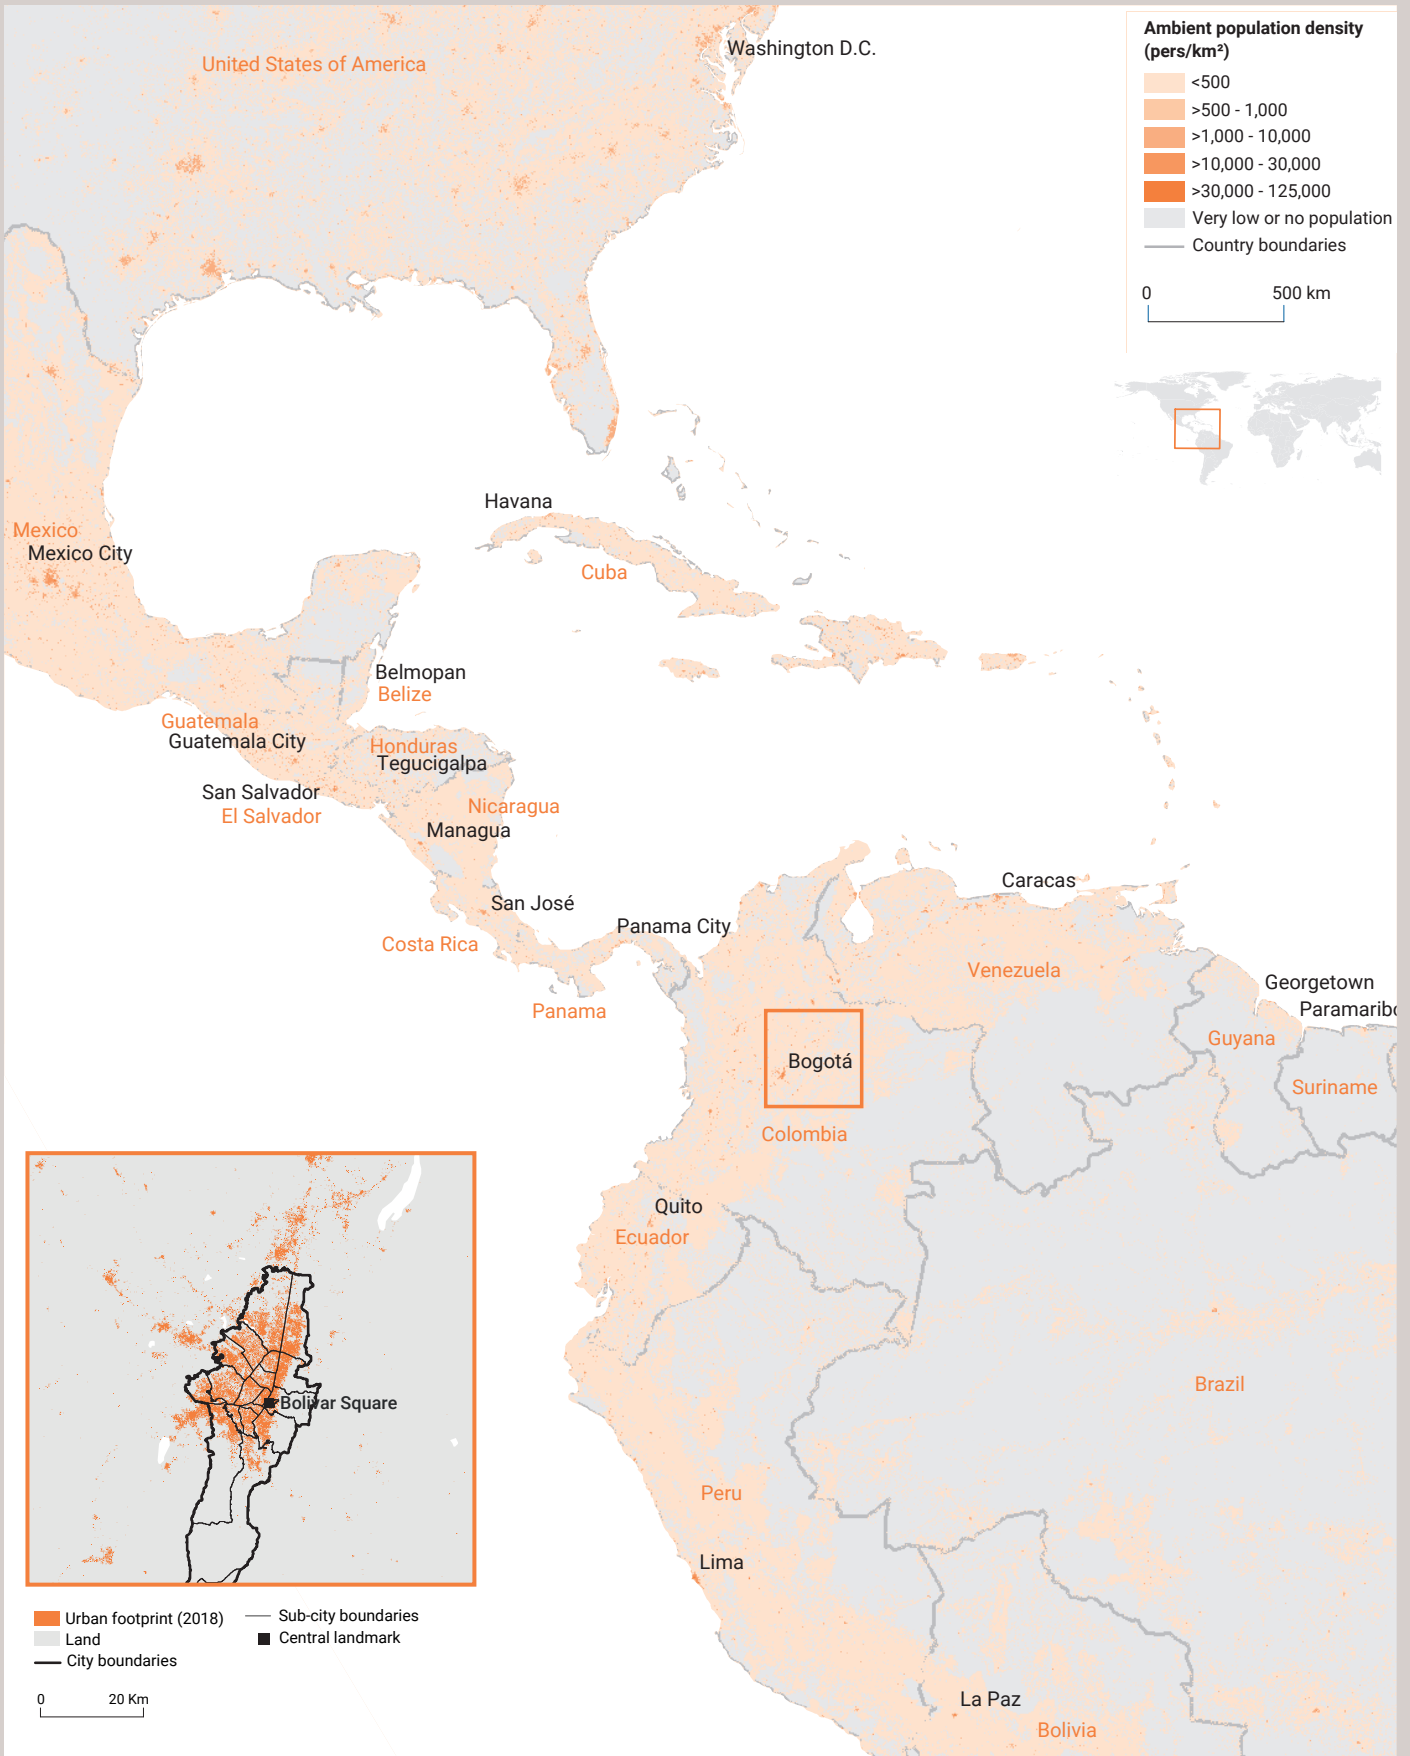 Ambient population density
(pers/km²)
<500
>500 - 1,000
>1,000 - 10,000
>10,000 - 30,000
>30,000 - 125,000
Very low or no population
Country boundaries
0 500 km
Washington D.C.
United States of America
Havana
Mexico
Mexico City
Cuba
Belmopan
Belize
Guatemala
Guatemala City
Honduras
Tegucigalpa
San Salvador
El Salvador
Nicaragua
Managua
Caracas
San José
Panama City
Costa Rica
Venezuela
Georgetown
Paramaribo
Panama
Guyana
Bogotá
Suriname
Colombia
Quito
Ecuador
Brazil
Bolivar Square
Peru
Lima
La Paz
Bolivia
Urban footprint (2018)
Land
City boundaries
Sub-city boundaries
Central landmark
0 20 Km